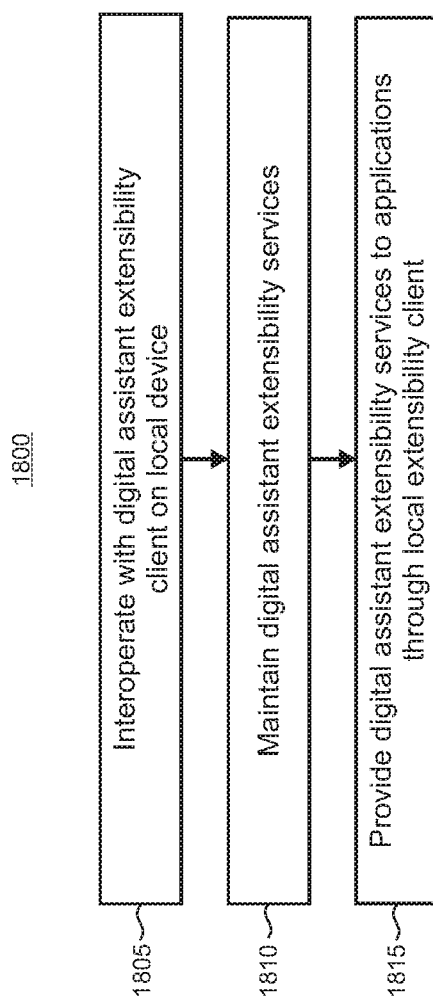 1800
1805
Interoperate with digital assistant extensibility
client on local device
1810
Maintain digital assistant extensibility services
1815
Provide digital assistant extensibility services to applications
through local extensibility client